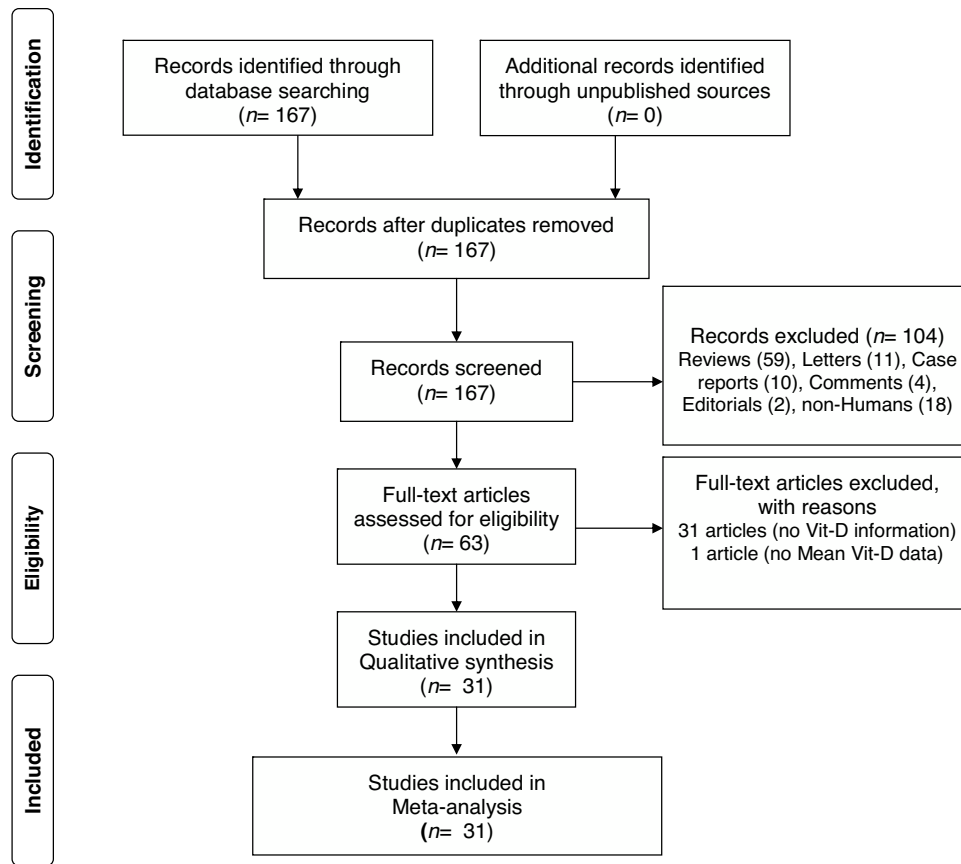 Identification
Records identified through
database searching
(n= 167)
Additional records identified
through unpublished sources
(n= 0)
Records after duplicates removed
(n= 167)
Screening
Records screened
(n= 167)
Records excluded (n= 104)
Reviews (59), Letters (11), Case
reports (10), Comments (4),
Editorials (2), non-Humans (18)
Eligibility
Full-text articles
assessed for eligibility
(n= 63)
Full-text articles excluded,
with reasons
31 articles (no Vit-D information)
1 article (no Mean Vit-D data)
Studies included in
Qualitative synthesis
(n= 31)
Included
Studies included in
Meta-analysis
(n= 31)